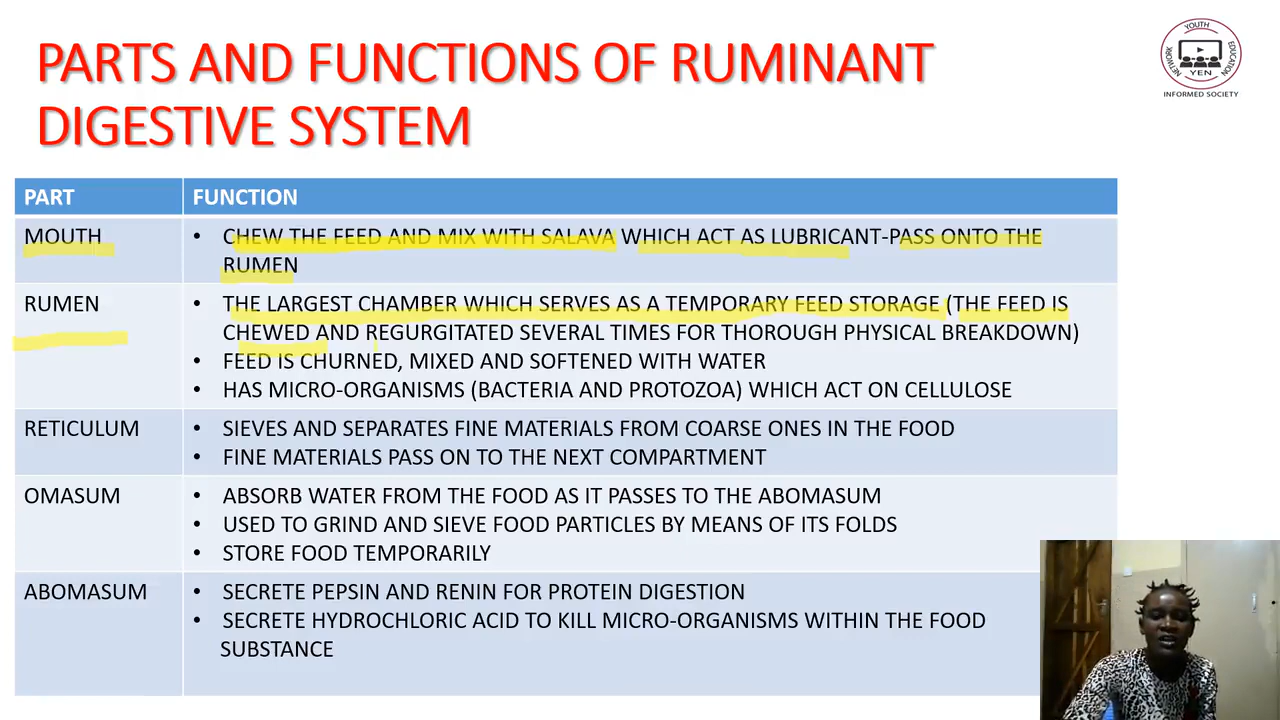 PARTS AND FUNCTIONS OF RUMINANT
DIGESTIVE SYSTEM
YOUTH
EDUCATION
NETWORK
YEN
INFORMED SOCIETY
PART
FUNCTION
MOUTH
• CHEW THE FEED AND MIX WITH SALAVA WHICH ACT AS LUBRICANT-PASS ONTO THE
RUMEN
RUMEN
• THE LARGEST CHAMBER WHICH SERVES AS A TEMPORARY FEED STORAGE (THE FEED IS
CHEWED AND REGURGITATED SEVERAL TIMES FOR THOROUGH PHYSICAL BREAKDOWN)
• FEED IS CHURNED, MIXED AND SOFTENED WITH WATER
• HAS MICRO-ORGANISMS (BACTERIA AND PROTOZOA) WHICH ACT ON CELLULOSE
RETICULUM
• SIEVES AND SEPARATES FINE MATERIALS FROM COARSE ONES IN THE FOOD
• FINE MATERIALS PASS ON TO THE NEXT COMPARTMENT
OMASUM
• ABSORB WATER FROM THE FOOD AS IT PASSES TO THE ABOMASUM
• USED TO GRIND AND SIEVE FOOD PARTICLES BY MEANS OF ITS FOLDS
• STORE FOOD TEMPORARILY
ABOMASUM
• SECRETE PEPSIN AND RENIN FOR PROTEIN DIGESTION
• SECRETE HYDROCHLORIC ACID TO KILL MICRO-ORGANISMS WITHIN THE FOOD
SUBSTANCE